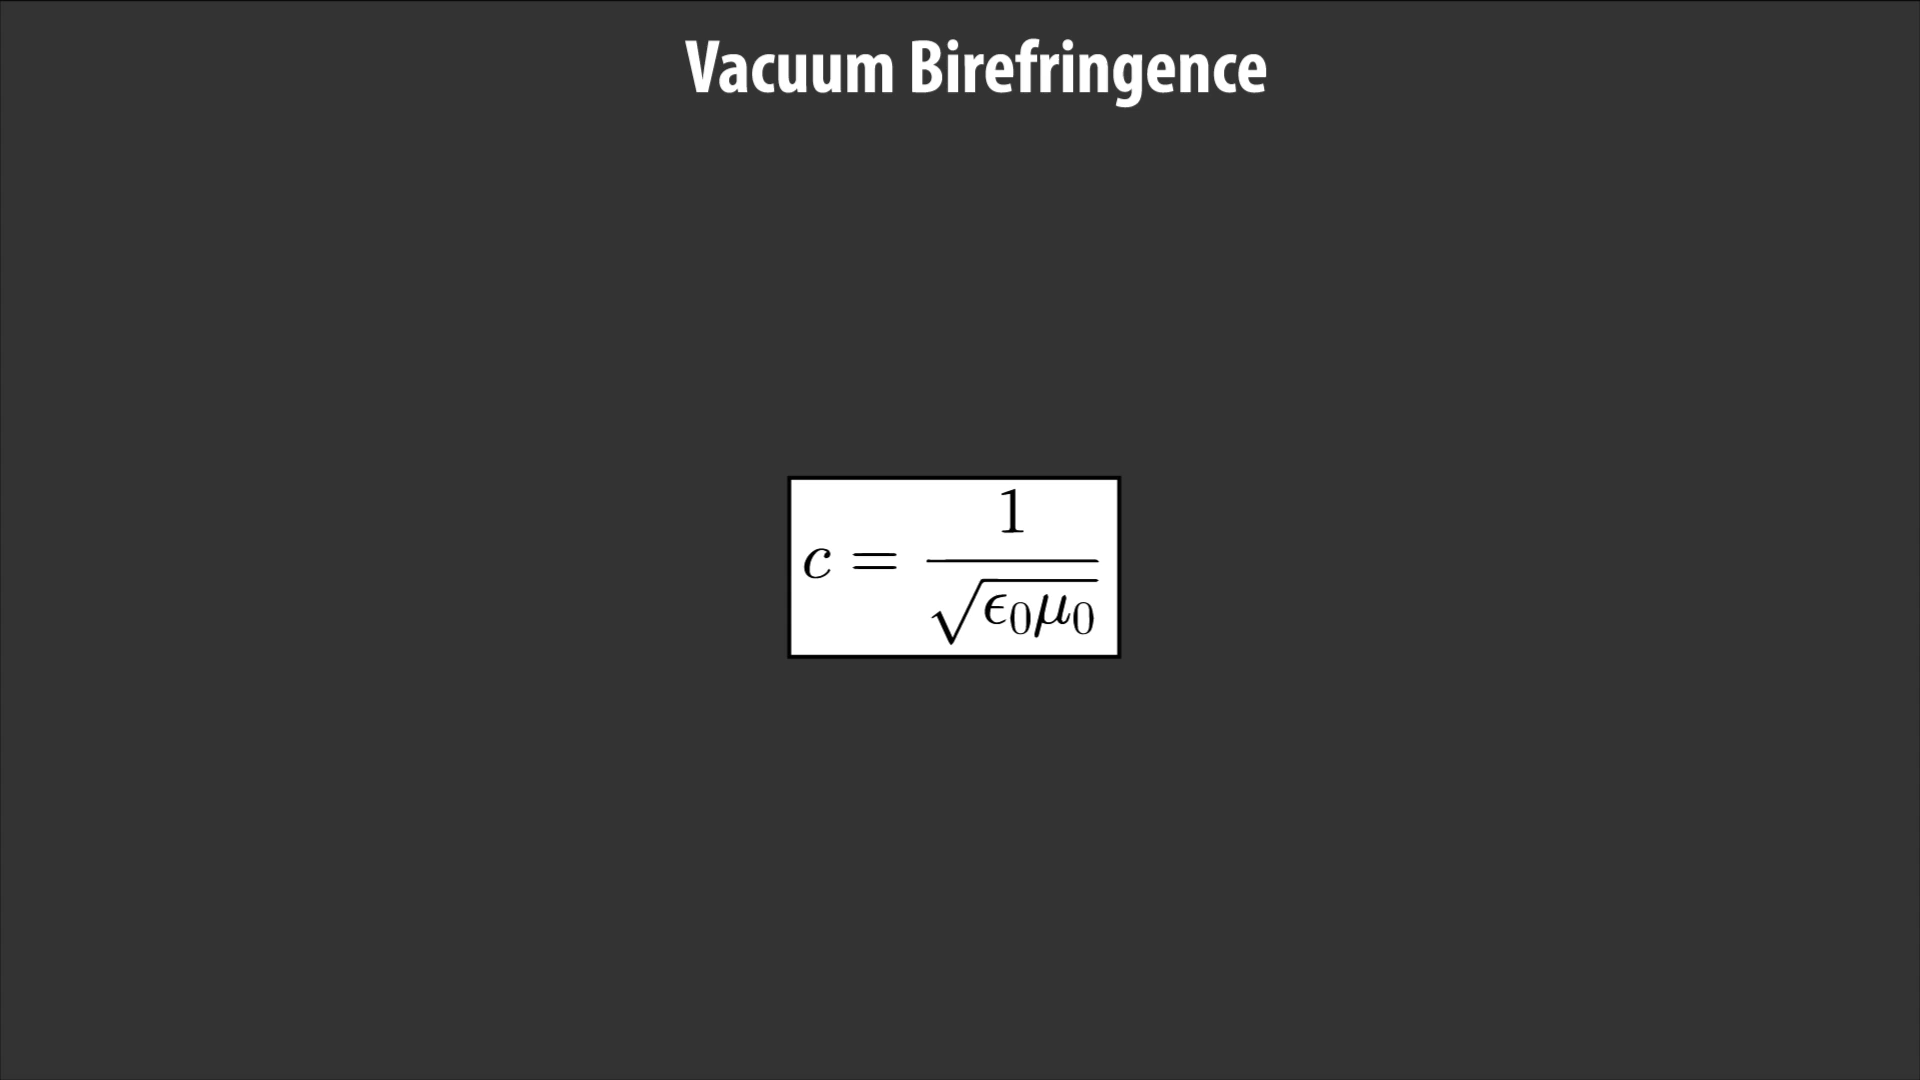 Vacuum Birefringence
c = 1/√ϵ₀μ₀